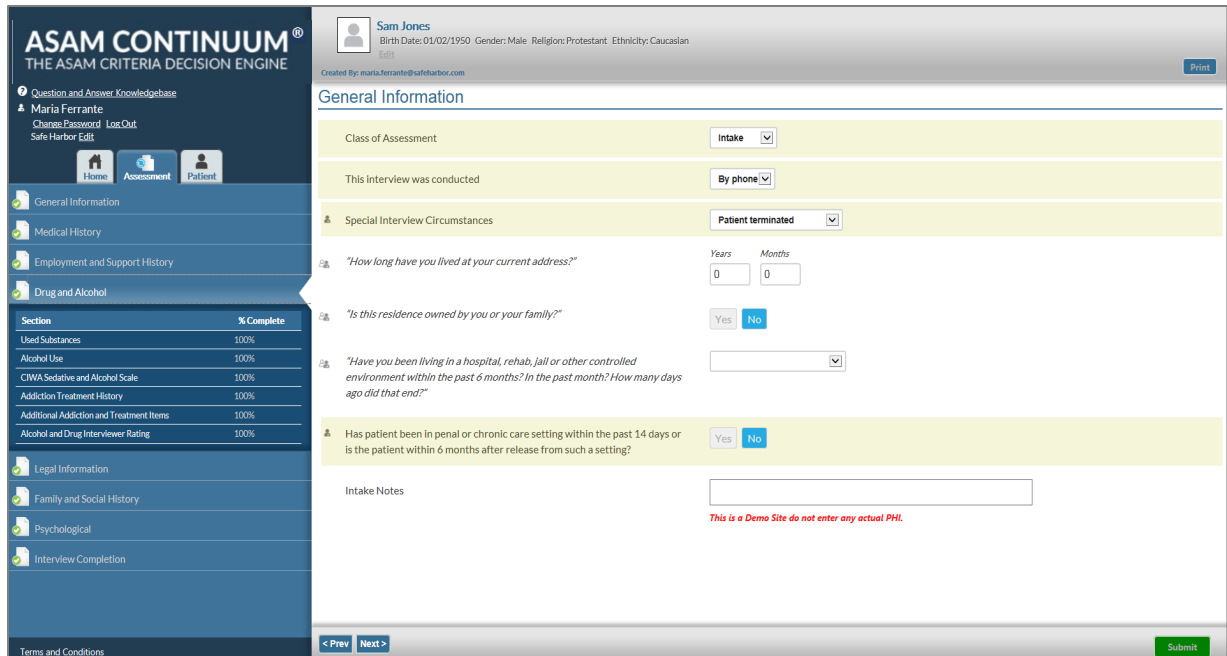 ASAM CONTINUUM®
THE ASAM CRITERIA DECISION ENGINE
Question and Answer Knowledgebase
Maria Ferrante
Change Password Log Out
Safe Harbor Edit
Home Assessment Patient
General Information
Medical History
Employment and Support History
Drug and Alcohol
Section % Complete
Used Substances 100%
Alcohol Use 100%
CIWA Sedative and Alcohol Scale 100%
Addiction Treatment History 100%
Additional Addiction and Treatment Items 100%
Alcohol and Drug Interviewer Rating 100%
Legal Information
Family and Social History
Psychological
Interview Completion
Terms and Conditions
Sam Jones
Birth Date: 01/02/1950 Gender: Male Religion: Protestant Ethnicity: Caucasian
Edit
Created By: maria.ferrante@safeharbor.com
Print
General Information
Class of Assessment Intake
This interview was conducted By phone
Special Interview Circumstances Patient terminated
Years Months
"How long have you lived at your current address?" 0 0
"Is this residence owned by you or your family?" Yes No
"Have you been living in a hospital, rehab, jail or other controlled
environment within the past 6 months? In the past month? How many days
ago did that end?"
Has patient been in penal or chronic care setting within the past 14 days or Yes No
is the patient within 6 months after release from such a setting?
Intake Notes
This is a Demo Site do not enter any actual PHI.
< Prev Next >
Submit